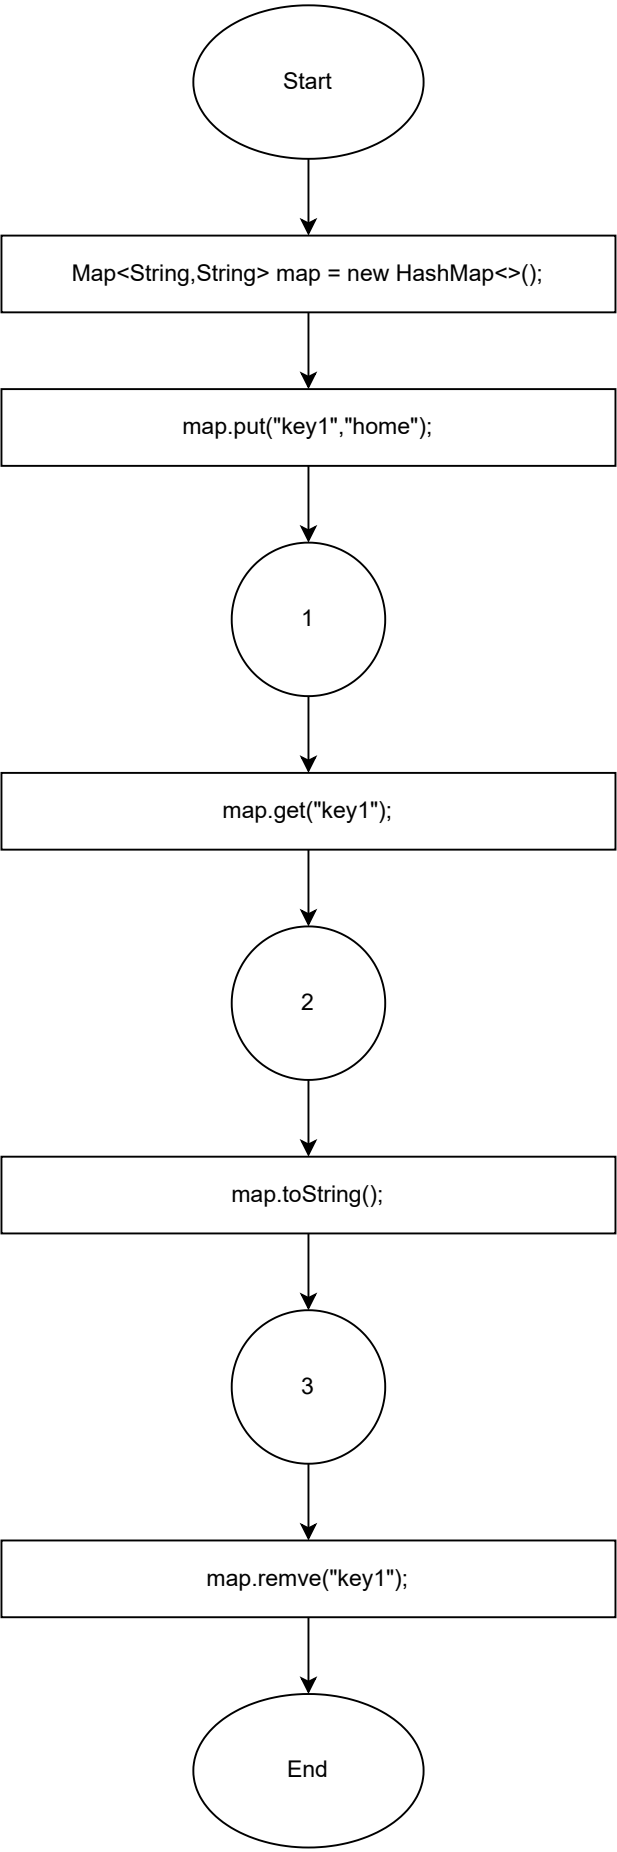 Start
Map<String,String> map = new HashMap<>();
map.put("key1","home");
1
map.get("key1");
2
map.toString();
3
map.remve("key1");
End